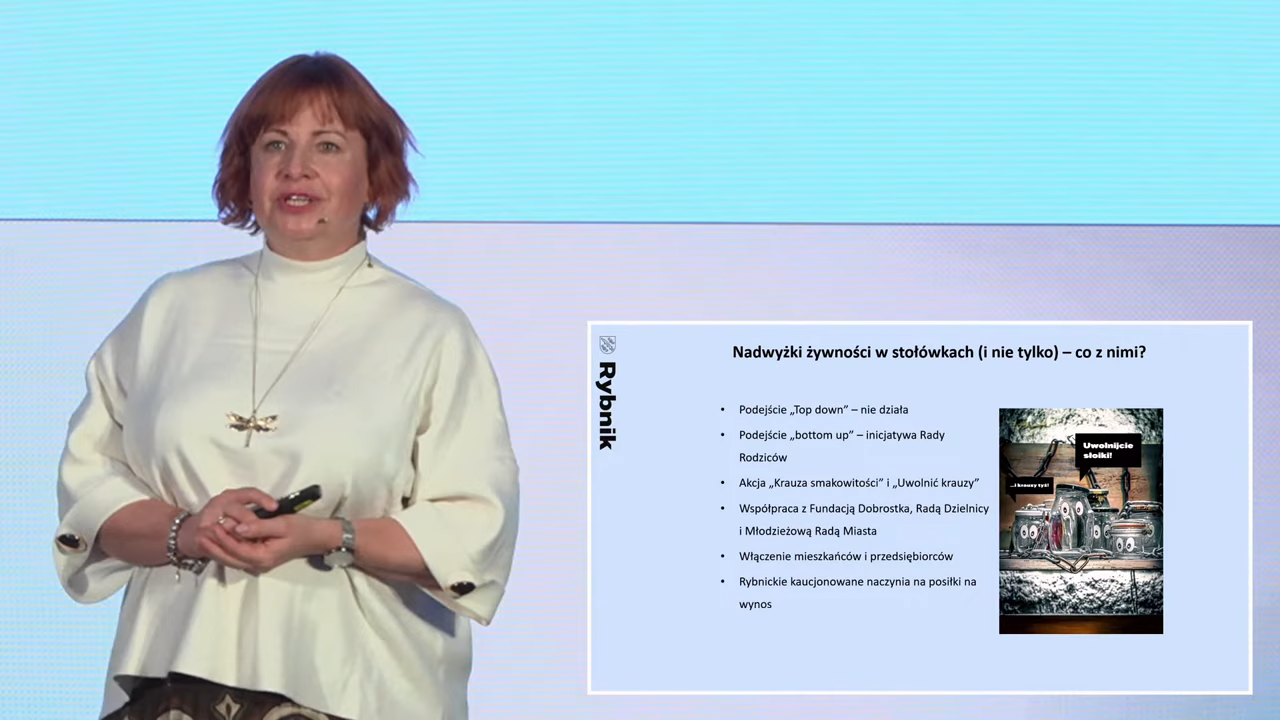 Rybnik
Nadwyżki żywności w stołówkach (i nie tylko) – co z nimi?
• Podejście „Top down” – nie działa
• Podejście „bottom up” – inicjatywa Rady
Rodziców
• Akcja „Krauza smakowitości” i „Uwolnić krauzy”
• Współpraca z Fundacją Dobrostka, Radą Dzielnicy
i Młodzieżową Radą Miasta
• Włączenie mieszkańców i przedsiębiorców
• Rybnickie kaucjonowane naczynia na posiłki na
wynos
Uwolnijcie
słoiki!
...i krauzy tyż!